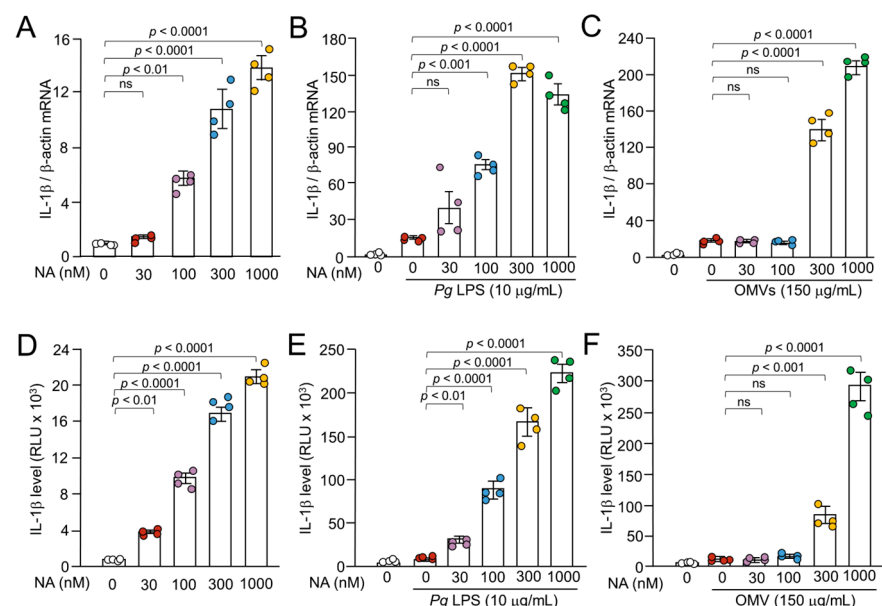 A
IL-1β / β-actin mRNA
16
12
8
4
0
p < 0.0001
p < 0.0001
p < 0.01
ns
NA (nM)
0 30 100 300 1000
B
IL-1β / β-actin mRNA
180
150
120
90
60
30
0
p < 0.0001
p < 0.0001
p < 0.001
ns
NA (nM)
0 0 30 100 300 1000
Pg LPS (10 μg/mL)
C
IL-1β / β-actin mRNA
240
200
160
120
80
40
0
p < 0.0001
p < 0.0001
ns
ns
NA (nM)
0 0 30 100 300 1000
OMVs (150 μg/mL)
D
IL-1β level (RLU x 10³)
24
20
16
12
8
4
0
p < 0.0001
p < 0.0001
p < 0.0001
p < 0.01
NA (nM)
0 30 100 300 1000
E
IL-1β level (RLU x 10³)
250
200
150
100
50
0
p < 0.0001
p < 0.0001
p < 0.0001
p < 0.01
NA (nM)
0 0 30 100 300 1000
Pg LPS (10 μg/mL)
F
IL-1β level (RLU x 10³)
350
300
250
200
150
100
50
0
p < 0.0001
p < 0.001
ns
ns
NA (nM)
0 0 30 100 300 1000
OMV (150 μg/mL)